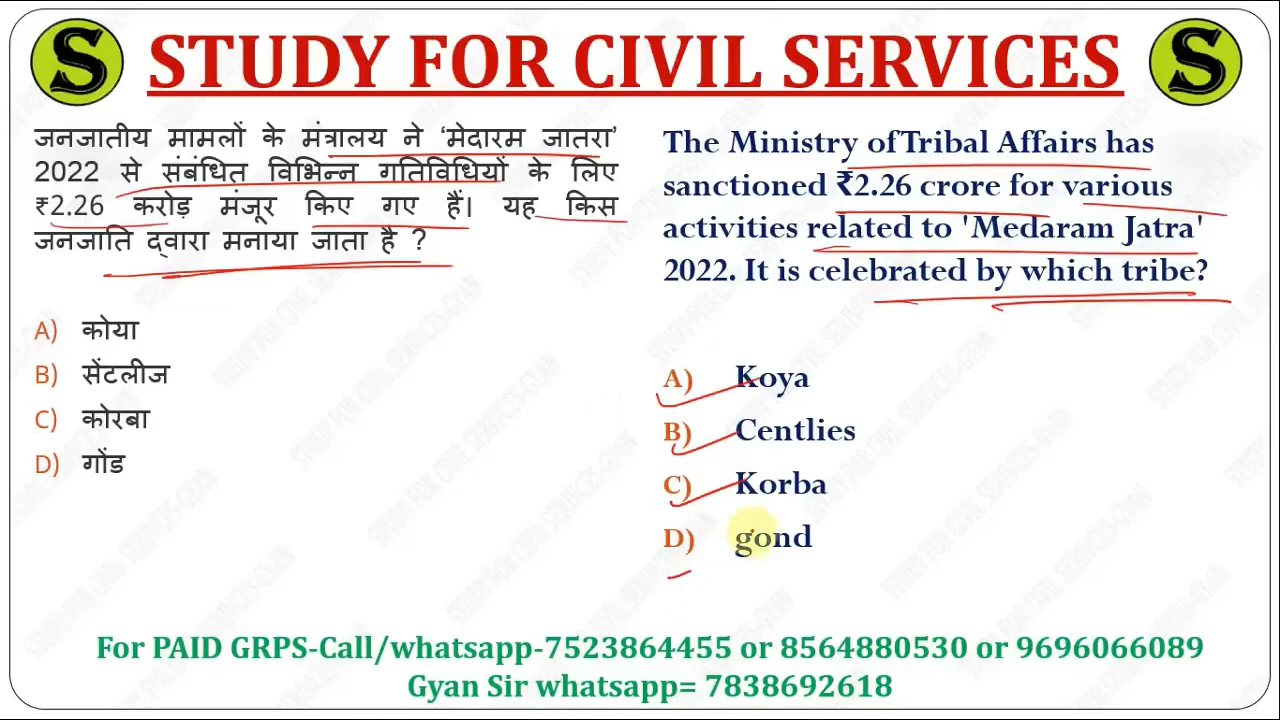 S STUDY FOR CIVIL SERVICES S
जनजातीय मामलों के मंत्रालय ने ‘मेदारम जातरा’
2022 से संबंधित विभिन्न गतिविधियों के लिए
₹2.26 करोड़ मंजूर किए गए हैं। यह किस
जनजाति द्वारा मनाया जाता है ?
A) कोया
B) सेंटलीज
C) कोरबा
D) गोंड
The Ministry of Tribal Affairs has
sanctioned ₹2.26 crore for various
activities related to 'Medaram Jatra'
2022. It is celebrated by which tribe?
A) Koya
B) Centlies
C) Korba
D) gond
For PAID GRPS-Call/whatsapp-7523864455 or 8564880530 or 9696066089
Gyan Sir whatsapp= 7838692618